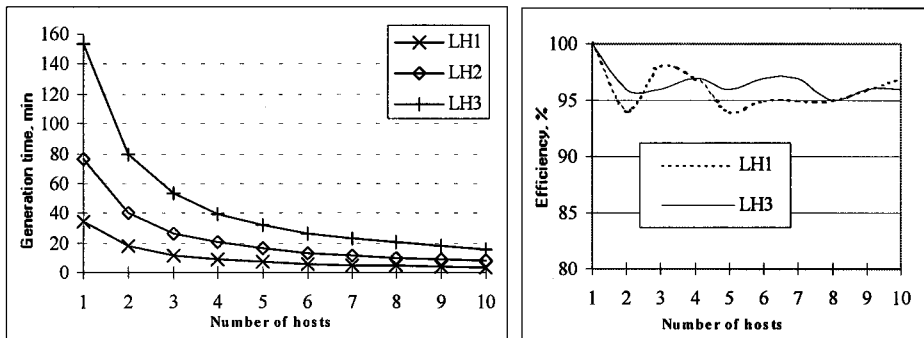 Generation time, min
160
140
120
100
80
60
40
20
0
1 2 3 4 5 6 7 8 9 10
Number of hosts
LH1
LH2
LH3
Efficiency, %
100
95
90
85
80
1 2 3 4 5 6 7 8 9 10
Number of hosts
LH1
LH3